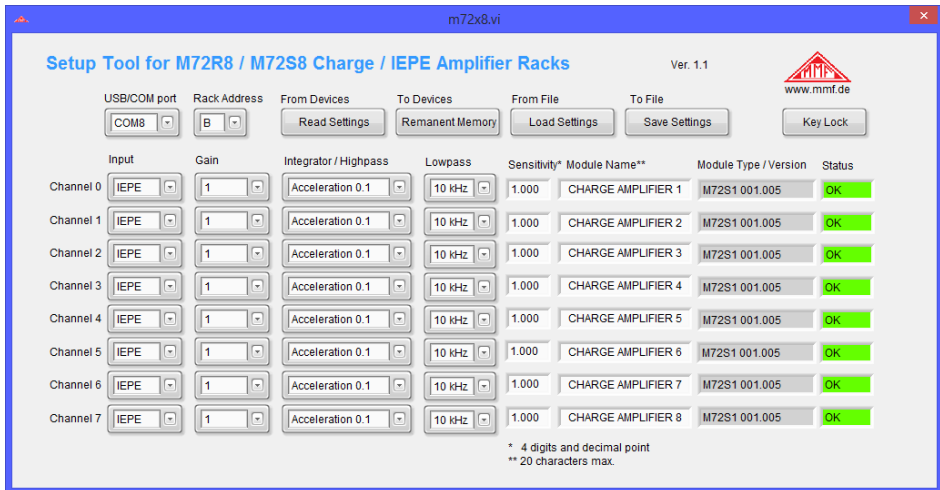 m72x8.vi
Setup Tool for M72R8 / M72S8 Charge / IEPE Amplifier Racks
Ver. 1.1
MMF
www.mmf.de
USB/COM port Rack Address From Devices To Devices From File To File
COM8 B Read Settings Remanent Memory Load Settings Save Settings Key Lock
Input Gain Integrator / Highpass Lowpass Sensitivity* Module Name** Module Type / Version Status
Channel 0 IEPE 1 Acceleration 0.1 10 kHz 1.000 CHARGE AMPLIFIER 1 M72S1 001.005 OK
Channel 1 IEPE 1 Acceleration 0.1 10 kHz 1.000 CHARGE AMPLIFIER 2 M72S1 001.005 OK
Channel 2 IEPE 1 Acceleration 0.1 10 kHz 1.000 CHARGE AMPLIFIER 3 M72S1 001.005 OK
Channel 3 IEPE 1 Acceleration 0.1 10 kHz 1.000 CHARGE AMPLIFIER 4 M72S1 001.005 OK
Channel 4 IEPE 1 Acceleration 0.1 10 kHz 1.000 CHARGE AMPLIFIER 5 M72S1 001.005 OK
Channel 5 IEPE 1 Acceleration 0.1 10 kHz 1.000 CHARGE AMPLIFIER 6 M72S1 001.005 OK
Channel 6 IEPE 1 Acceleration 0.1 10 kHz 1.000 CHARGE AMPLIFIER 7 M72S1 001.005 OK
Channel 7 IEPE 1 Acceleration 0.1 10 kHz 1.000 CHARGE AMPLIFIER 8 M72S1 001.005 OK
* 4 digits and decimal point
** 20 characters max.